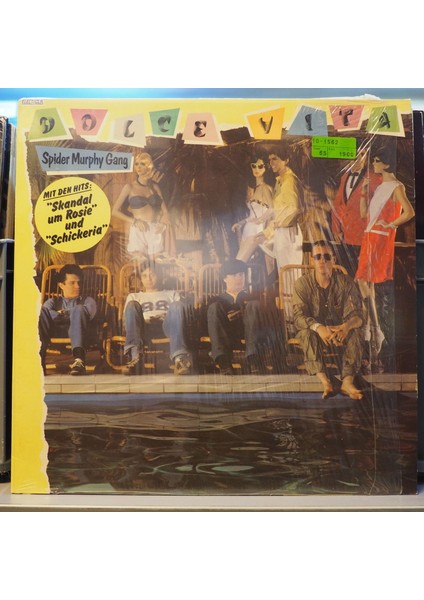 DOLCE VITA
Spider Murphy Gang
MIT DEN HITS:
"Skandal
um Rosie"
und
"Schickeria"